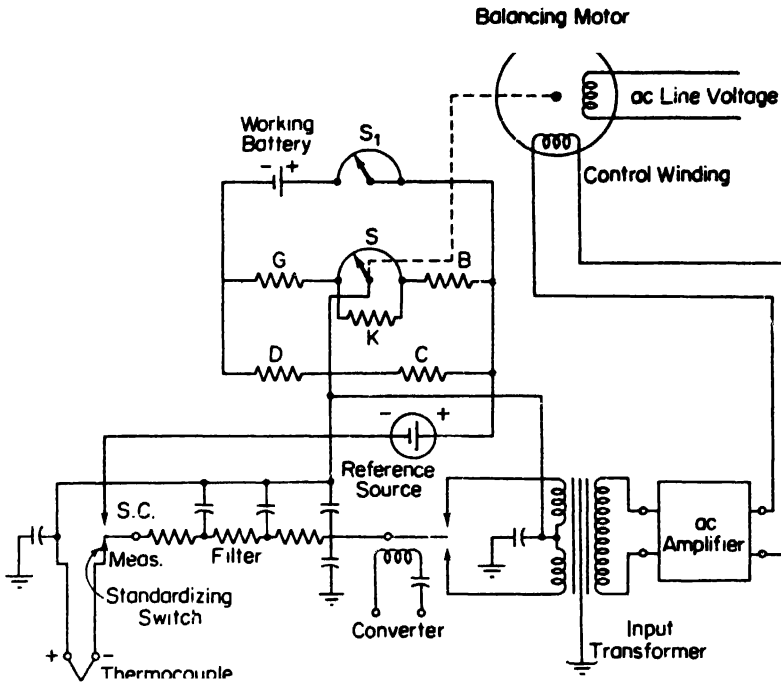 Balancing Motor
ac Line Voltage
Working
Battery
S1
- +
Control Winding
S
G
B
K
D
C
- +
Reference
Source
S.C.
Meas.
Filter
ac
Amplifier
Standardizing
Switch
Converter
Input
Transformer
+ -
Thermocouple